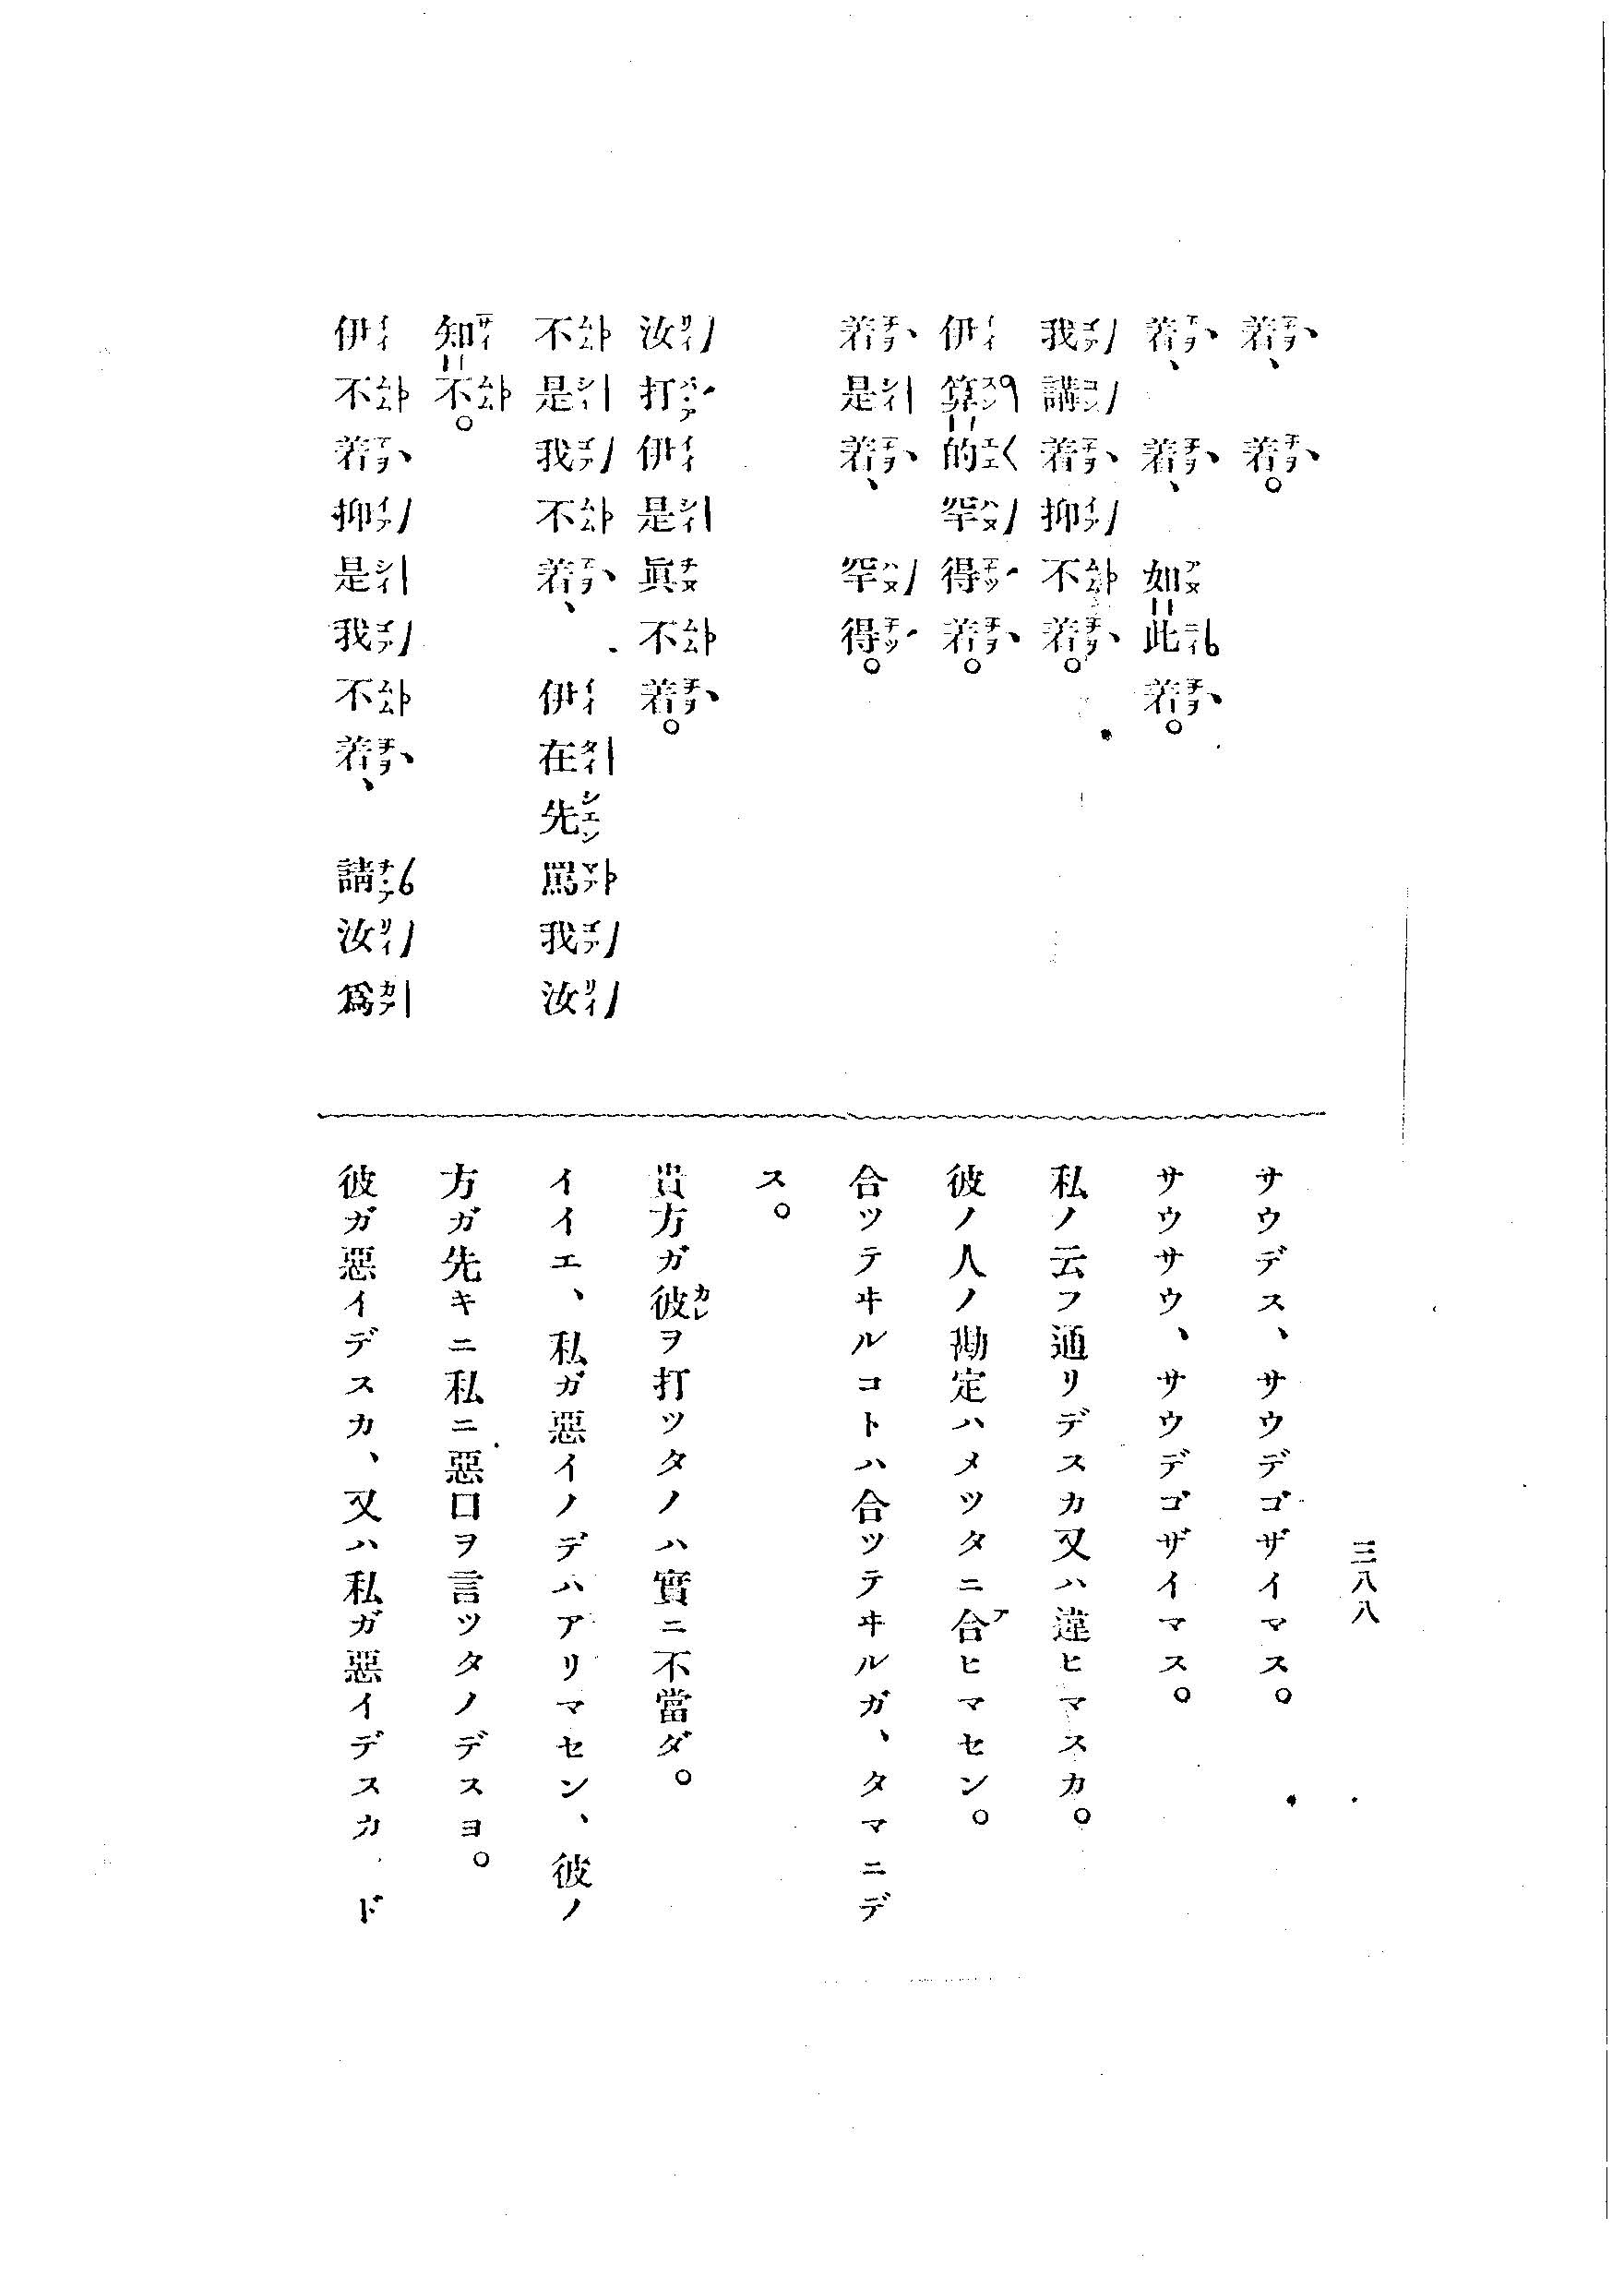 三八八
着、着。
着、着、如此着。
我講着抑不着。
伊算的罕得着。
着是着、罕得。
汝打伊是眞不着。
不是我不着、伊在先罵我汝
知不。
伊不着抑是我不着、請汝爲
サウデス、サウデゴザイマス。
サウサウ、サウデゴザイマス。
私ノ云フ通リデスカ又ハ違ヒマスカ。
彼ノ人ノ勘定ハメツタニ合ヒマセン。
合ツテヰルコトハ合ツテヰルガ、タマニデ
ス。
貴方ガ彼ヲ打ツタノハ實ニ不當ダ。
イイエ、私ガ惡イノデハアリマセン、彼ノ
方ガ先キニ私ニ惡口ヲ言ツタノデスヨ。
彼ガ惡イデスカ、又ハ私ガ惡イデスカ、ド